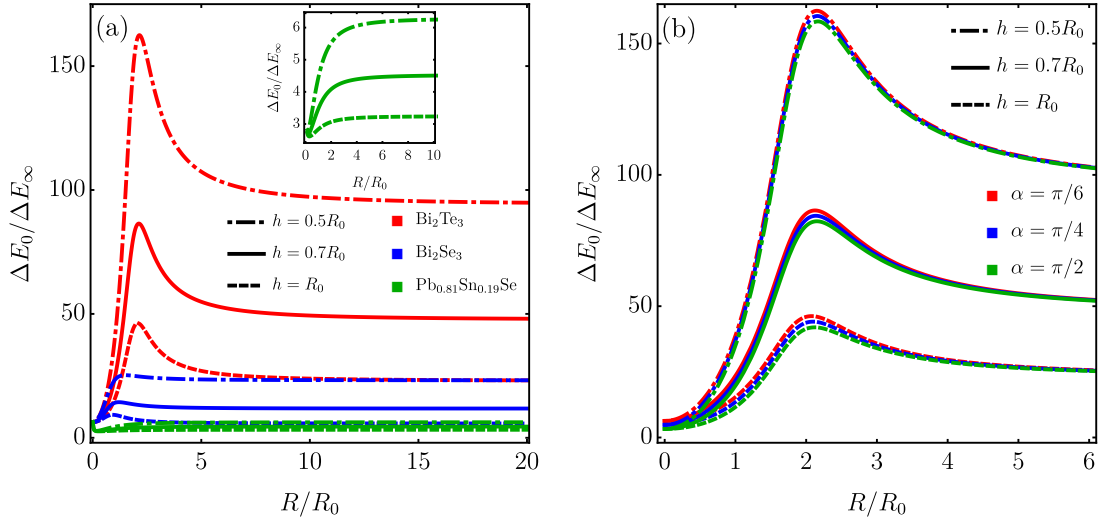 (a)
ΔE₀/ΔE∞
150
100
50
0
0 5 10 15 20
R/R₀
h = 0.5R₀
h = 0.7R₀
h = R₀
Bi₂Te₃
Bi₂Se₃
Pb₀.₈₁Sn₀.₁₉Se
ΔE₀/ΔE∞
6
5
4
3
0 2 4 6 8 10
R/R₀
(b)
ΔE₀/ΔE∞
150
100
50
0
0 1 2 3 4 5 6
R/R₀
h = 0.5R₀
h = 0.7R₀
h = R₀
α = π/6
α = π/4
α = π/2